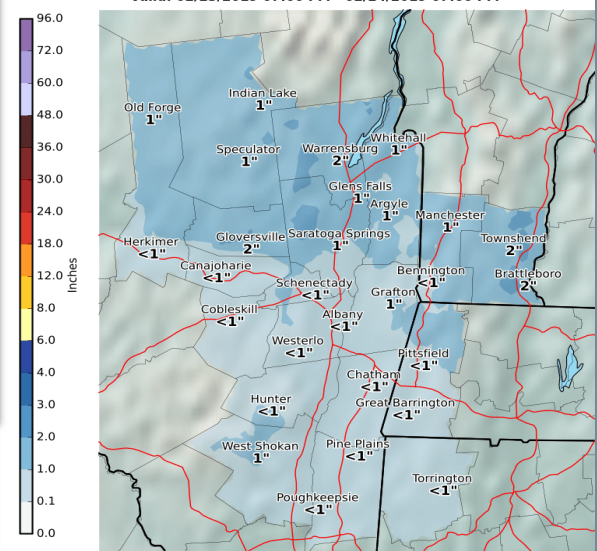 96.0
72.0
60.0
48.0
36.0
30.0
24.0
18.0
12.0
8.0
6.0
4.0
3.0
2.0
1.0
0.1
0.0
Inches
Old Forge
1"
Indian Lake
1"
Speculator
1"
Warrensburg
2"
Whitehall
1"
Glens Falls
1"
Argyle
1"
Manchester
1"
Townshend
2"
Brattleboro
2"
Herkimer
<1"
Gloversville
2"
Saratoga Springs
1"
Canajoharie
<1"
Schenectady
<1"
Bennington
<1"
Grafton
1"
Cobleskill
<1"
Albany
<1"
Westerlo
<1"
Pittsfield
<1"
Chatham
<1"
Hunter
<1"
Great Barrington
<1"
West Shokan
1"
Pine Plains
<1"
Torrington
<1"
Poughkeepsie
<1"